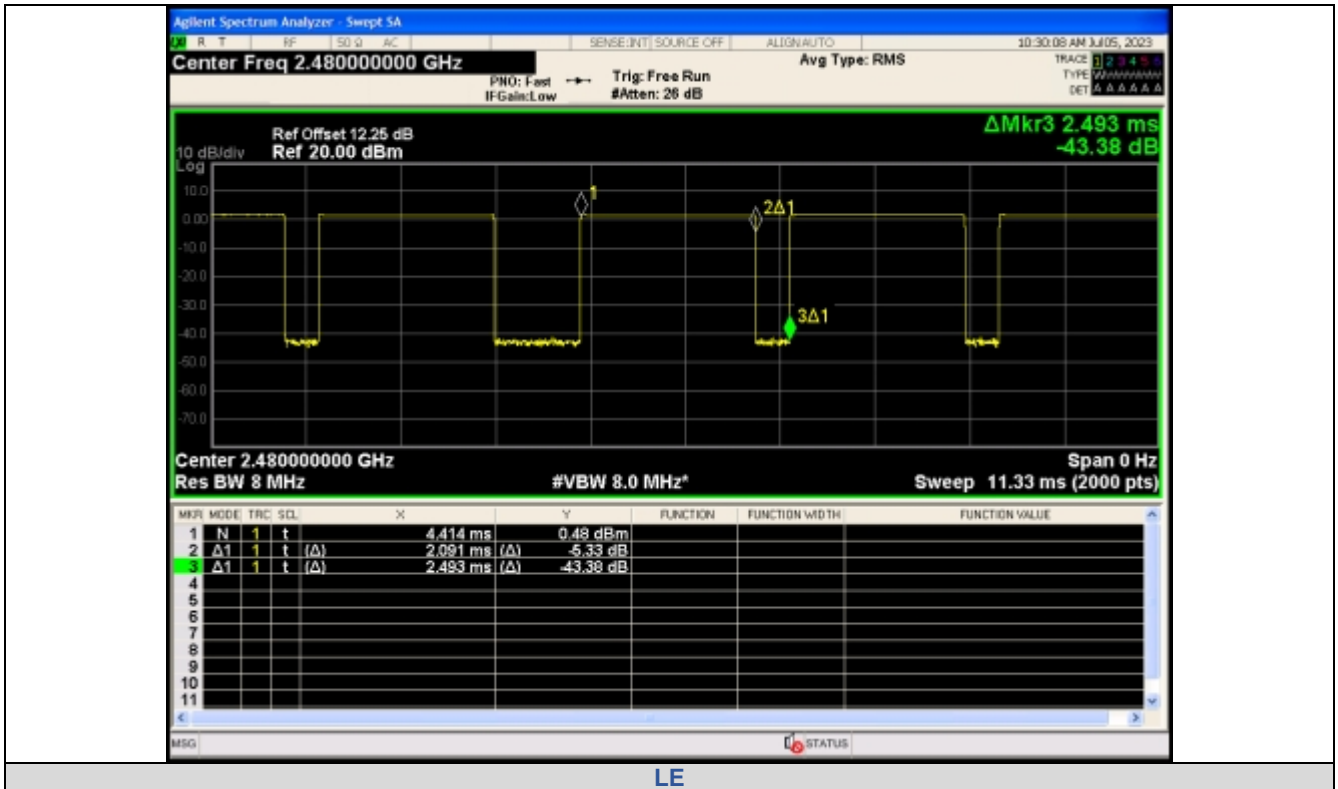 Agilent Spectrum Analyzer - Swept SA
R T RF 50 Ω AC SENSE:INT SOURCE OFF ALIGN AUTO 10:30:08 AM Jul 05, 2023
Center Freq 2.480000000 GHz Avg Type: RMS TRACE 1 2 3 4 5 6
PNO: Fast Trig: Free Run TYPE
IFGain:Low #Atten: 26 dB DET A A A A A A
ΔMkr3 2.493 ms
Ref Offset 12.25 dB
10 dB/div Ref 20.00 dBm -43.38 dB
Log
10.0
0.00
-10.0
-20.0
-30.0
-40.0
-50.0
-60.0
-70.0
1
2Δ1
3Δ1
Center 2.480000000 GHz Span 0 Hz
Res BW 8 MHz #VBW 8.0 MHz* Sweep 11.33 ms (2000 pts)
MKR MODE TRC SCL X Y FUNCTION FUNCTION WIDTH FUNCTION VALUE
1 N 1 t 4.414 ms 0.48 dBm
2 Δ1 1 t (Δ) 2.091 ms (Δ) -5.33 dB
3 Δ1 1 t (Δ) 2.493 ms (Δ) -43.38 dB
4
5
6
7
8
9
10
11
MSG STATUS
LE